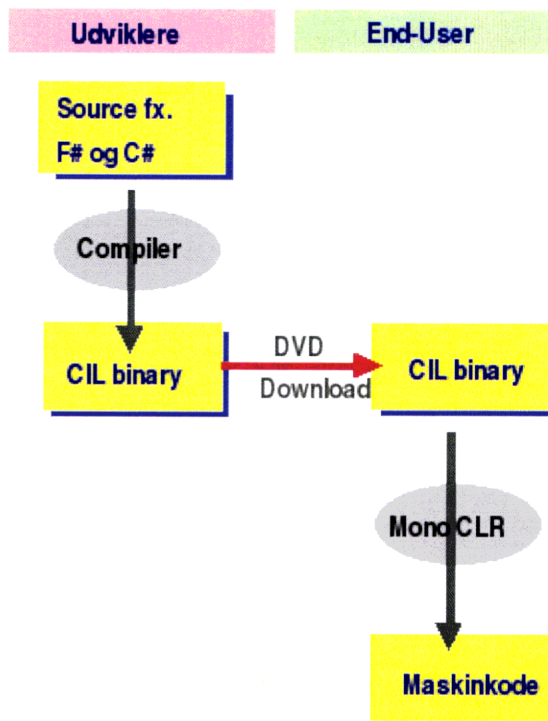 Udviklere
End-User
Source fx.
F# og C#
Compiler
CIL binary
DVD
Download
CIL binary
Mono CLR
Maskinkode